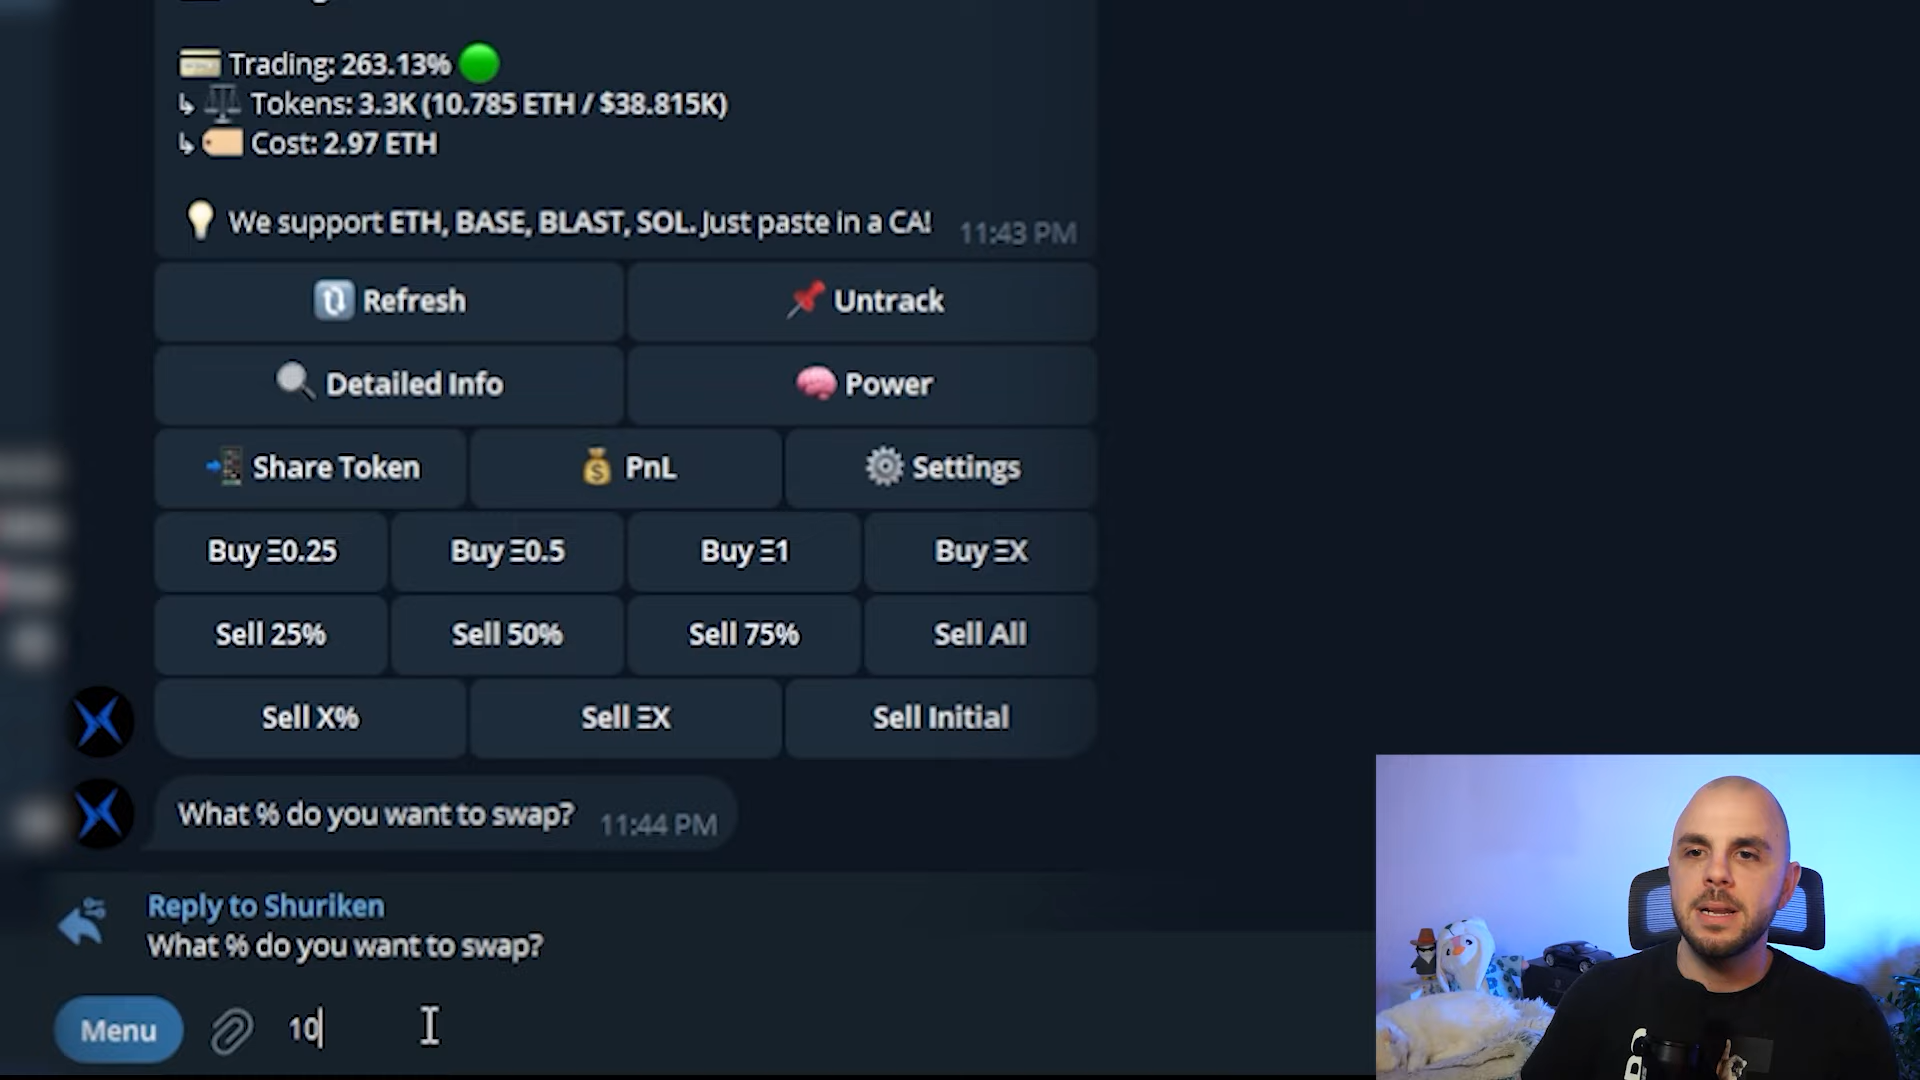 Trading: 263.13%
↳ Tokens: 3.3K (10.785 ETH / $38.815K)
↳ Cost: 2.97 ETH
We support ETH, BASE, BLAST, SOL. Just paste in a CA! 11:43 PM
Refresh Untrack
Detailed Info Power
Share Token PnL Settings
Buy Ξ0.25 Buy Ξ0.5 Buy Ξ1 Buy ΞX
Sell 25% Sell 50% Sell 75% Sell All
Sell X% Sell ΞX Sell Initial
What % do you want to swap? 11:44 PM
Reply to Shuriken
What % do you want to swap?
Menu 10